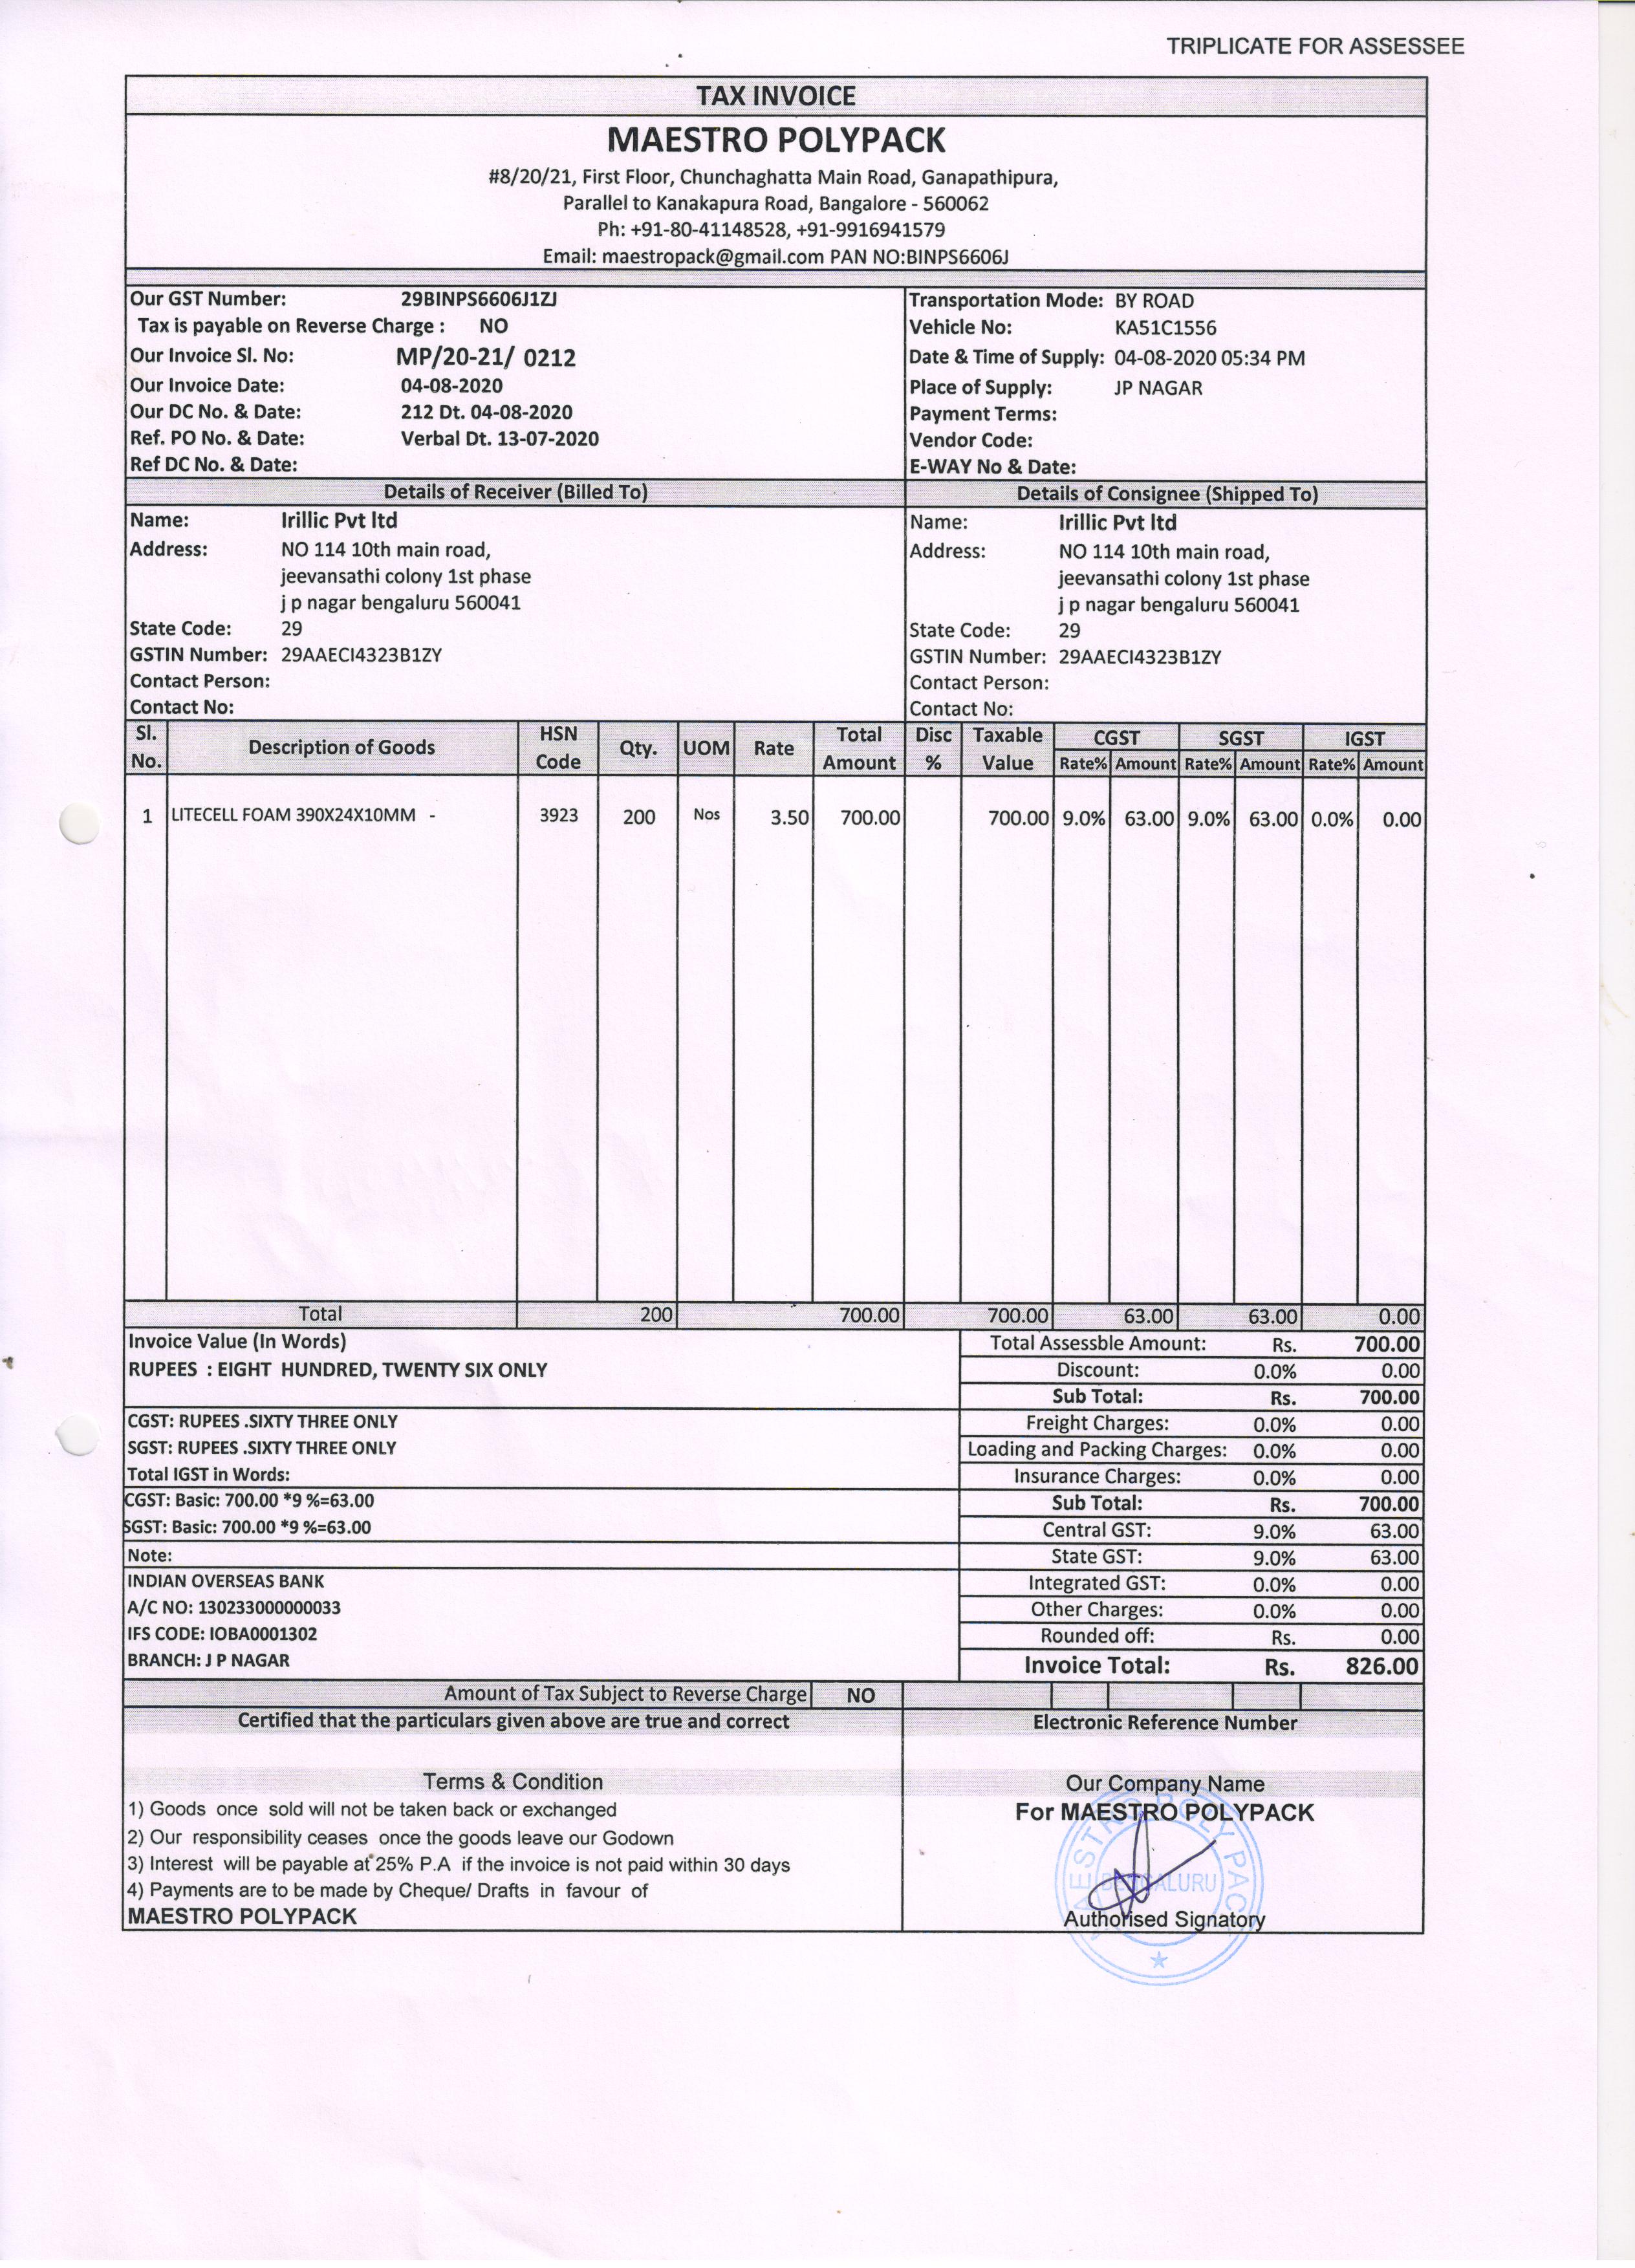 TRIPLICATE FOR ASSESSEE
TAX INVOICE
MAESTRO POLYPACK
#8/20/21, First Floor, Chunchaghatta Main Road, Ganapathipura,
Parallel to Kanakapura Road, Bangalore - 560062
Ph: +91-80-41148528, +91-9916941579
Email: maestropack@gmail.com PAN NO:BINPS6606J
Our GST Number: 29BINPS6606J1ZJ
Tax is payable on Reverse Charge : NO
Our Invoice Sl. No: MP/20-21/ 0212
Our Invoice Date: 04-08-2020
Our DC No. & Date: 212 Dt. 04-08-2020
Ref. PO No. & Date: Verbal Dt. 13-07-2020
Ref DC No. & Date:
Transportation Mode: BY ROAD
Vehicle No: KA51C1556
Date & Time of Supply: 04-08-2020 05:34 PM
Place of Supply: JP NAGAR
Payment Terms:
Vendor Code:
E-WAY No & Date:
Details of Receiver (Billed To)
Name: Irillic Pvt ltd
Address: NO 114 10th main road,
jeevansathi colony 1st phase
j p nagar bengaluru 560041
State Code: 29
GSTIN Number: 29AAECI4323B1ZY
Contact Person:
Contact No:
Details of Consignee (Shipped To)
Name: Irillic Pvt ltd
Address: NO 114 10th main road,
jeevansathi colony 1st phase
j p nagar bengaluru 560041
State Code: 29
GSTIN Number: 29AAECI4323B1ZY
Contact Person:
Contact No:
Sl. No. Description of Goods HSN Code Qty. UOM Rate Total Amount Disc % Taxable Value CGST SGST IGST
Rate% Amount Rate% Amount Rate% Amount
1 LITECELL FOAM 390X24X10MM - 3923 200 Nos 3.50 700.00 700.00 9.0% 63.00 9.0% 63.00 0.0% 0.00
Total 200 700.00 700.00 63.00 63.00 0.00
Invoice Value (In Words)
RUPEES : EIGHT HUNDRED, TWENTY SIX ONLY
CGST: RUPEES .SIXTY THREE ONLY
SGST: RUPEES .SIXTY THREE ONLY
Total IGST in Words:
CGST: Basic: 700.00 *9 %=63.00
SGST: Basic: 700.00 *9 %=63.00
Note:
INDIAN OVERSEAS BANK
A/C NO: 130233000000033
IFS CODE: IOBA0001302
BRANCH: J P NAGAR
Total Assessble Amount: Rs. 700.00
Discount: 0.0% 0.00
Sub Total: Rs. 700.00
Freight Charges: 0.0% 0.00
Loading and Packing Charges: 0.0% 0.00
Insurance Charges: 0.0% 0.00
Sub Total: Rs. 700.00
Central GST: 9.0% 63.00
State GST: 9.0% 63.00
Integrated GST: 0.0% 0.00
Other Charges: 0.0% 0.00
Rounded off: Rs. 0.00
Invoice Total: Rs. 826.00
Amount of Tax Subject to Reverse Charge NO
Certified that the particulars given above are true and correct
Electronic Reference Number
Terms & Condition
1) Goods once sold will not be taken back or exchanged
2) Our responsibility ceases once the goods leave our Godown
3) Interest will be payable at 25% P.A if the invoice is not paid within 30 days
4) Payments are to be made by Cheque/ Drafts in favour of
MAESTRO POLYPACK
Our Company Name
For MAESTRO POLYPACK
MAESTRO POLY PACK
BENGALURU
Authorised Signatory